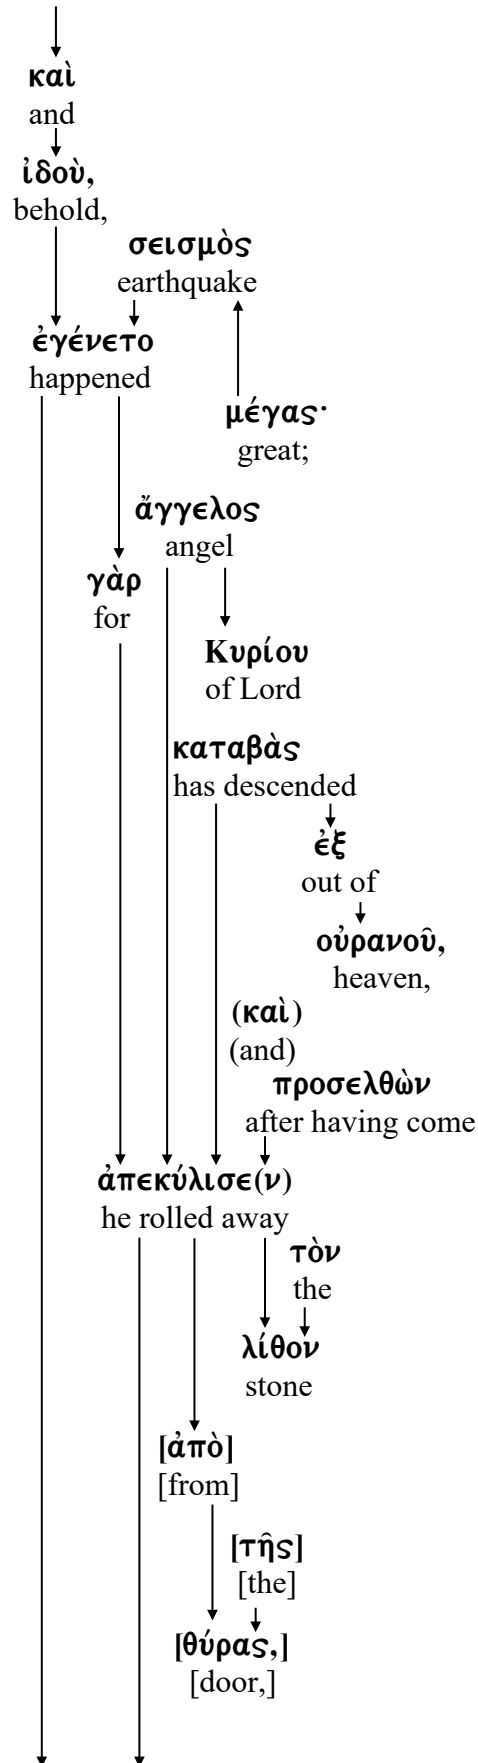 καὶ
and
ἰδοὺ,
behold,
σεισμὸς
earthquake
ἐγένετο
happened
μέγας·
great;
ἄγγελος
angel
γὰρ
for
Κυρίου
of Lord
καταβὰς
has descended
ἐξ
out of
οὐρανοῦ,
heaven,
(καὶ)
(and)
προσελθὼν
after having come
ἀπεκύλισε(ν)
he rolled away
τὸν
the
λίθον
stone
[ἀπὸ]
[from]
[τῆς]
[the]
[θύρας,]
[door,]